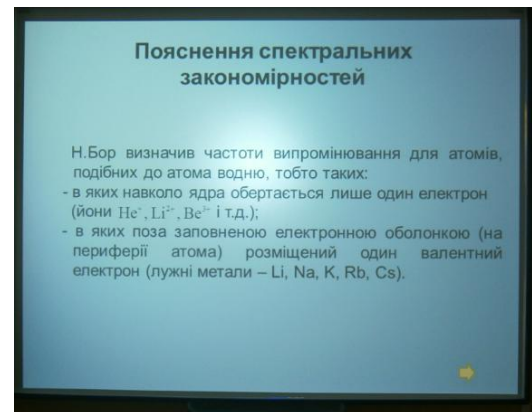 Пояснення спектральних
закономірностей
Н.Бор визначив частоти випромінювання для атомів,
подібних до атома водню, тобто таких:
- в яких навколо ядра обертається лише один електрон
(йони He⁺, Li²⁺, Be³⁺ і т.д.);
- в яких поза заповненою електронною оболонкою (на
периферії атома) розміщений один валентний
електрон (лужні метали – Li, Na, K, Rb, Cs).